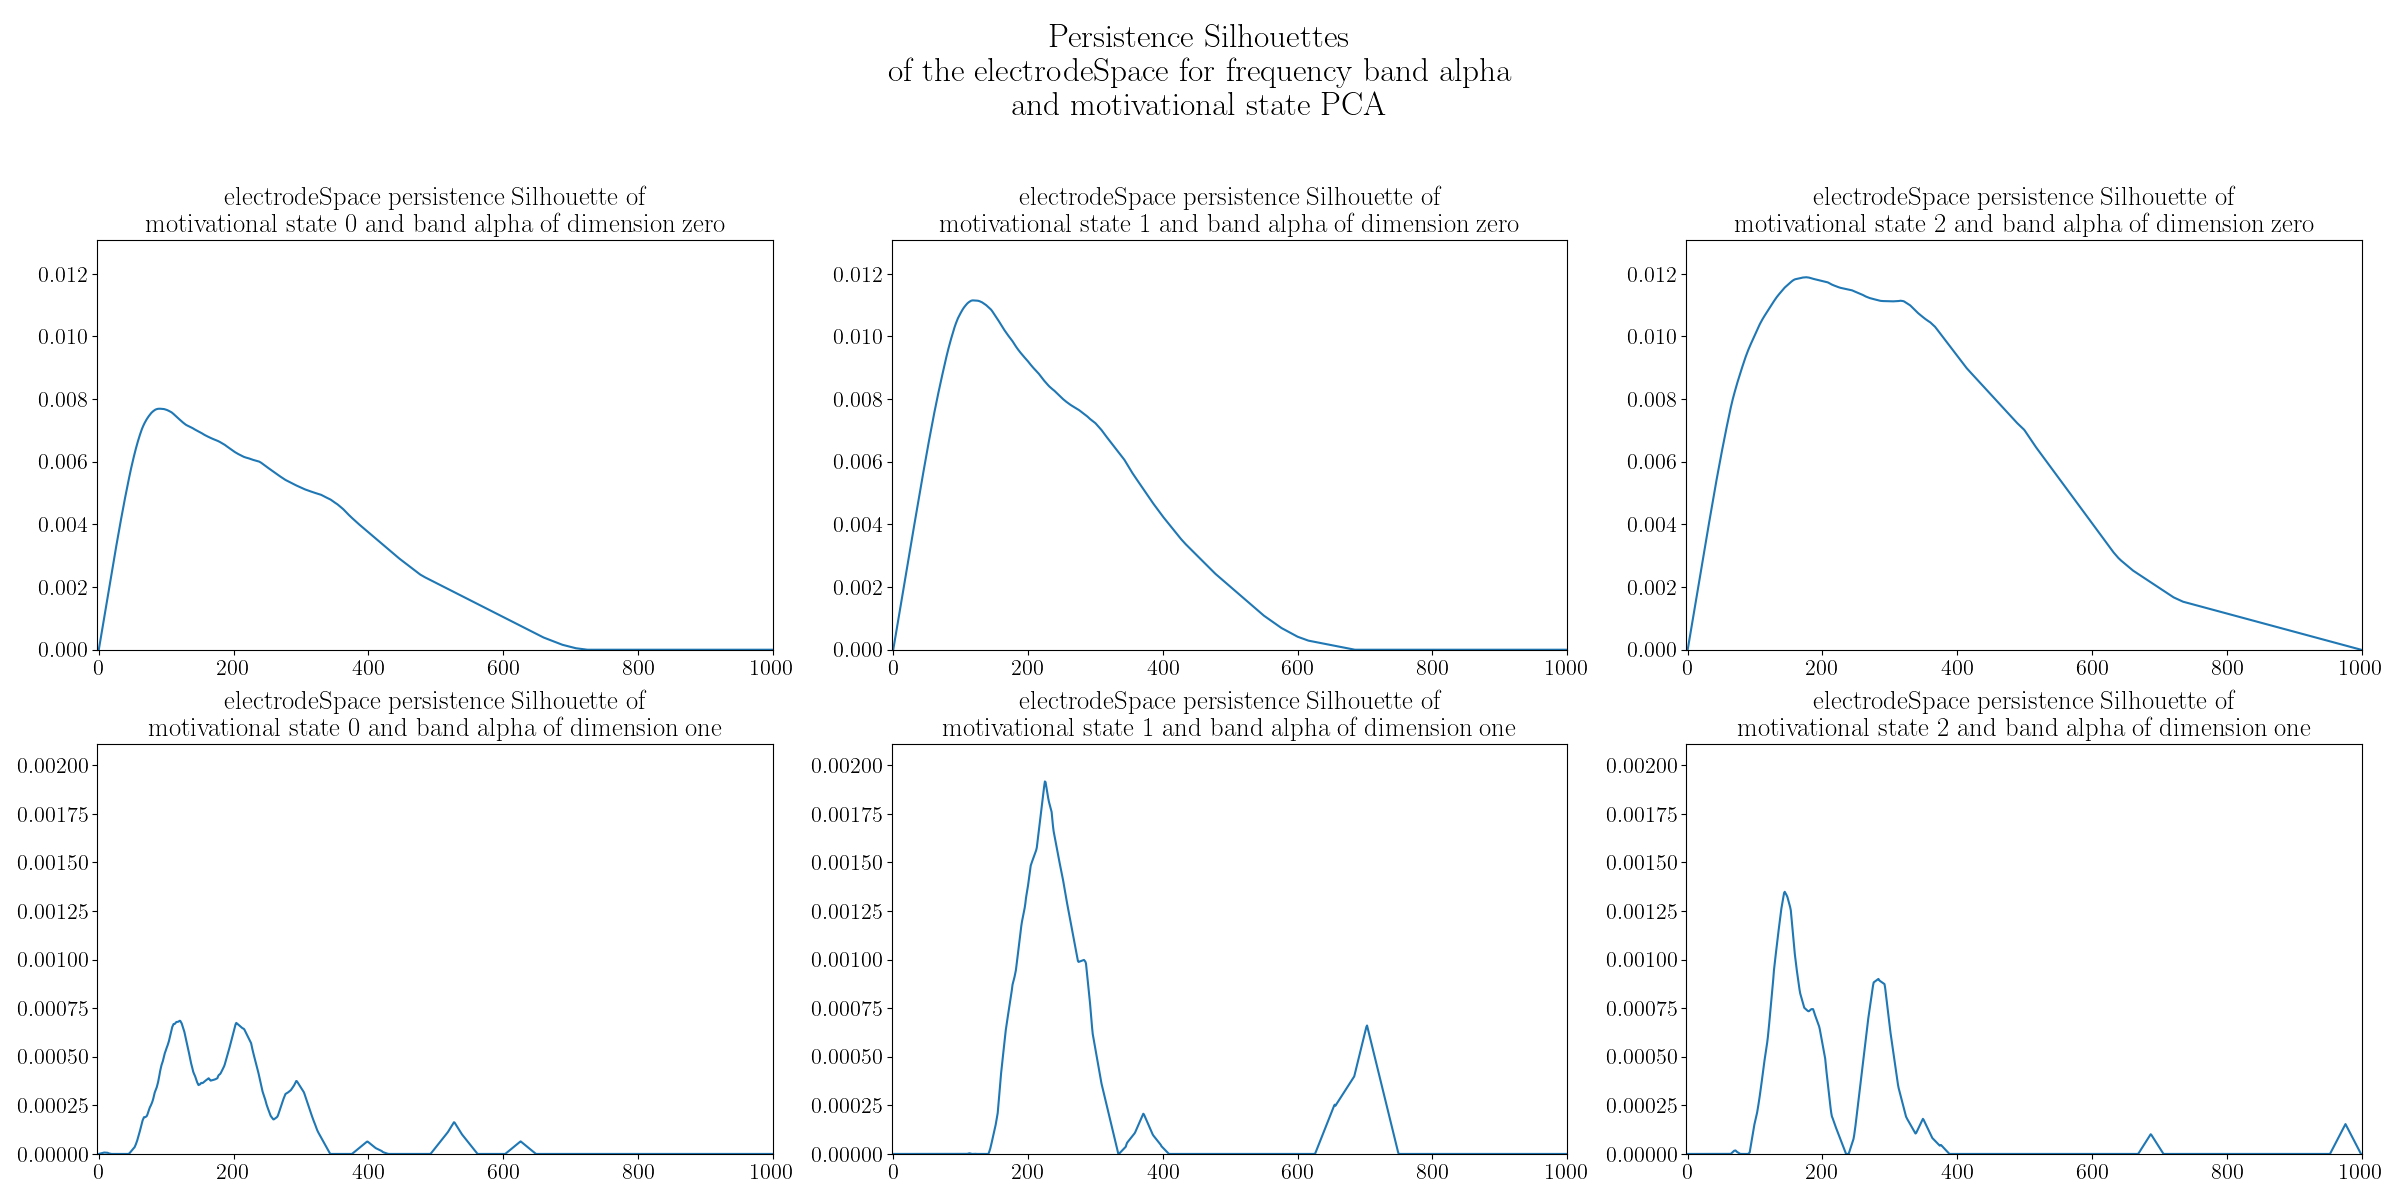 Persistence Silhouettes
of the electrodeSpace for frequency band alpha
and motivational state PCA
electrodeSpace persistence Silhouette of
motivational state 0 and band alpha of dimension zero
0.012
0.010
0.008
0.006
0.004
0.002
0.000
0 200 400 600 800 1000
electrodeSpace persistence Silhouette of
motivational state 1 and band alpha of dimension zero
0.012
0.010
0.008
0.006
0.004
0.002
0.000
0 200 400 600 800 1000
electrodeSpace persistence Silhouette of
motivational state 2 and band alpha of dimension zero
0.012
0.010
0.008
0.006
0.004
0.002
0.000
0 200 400 600 800 1000
electrodeSpace persistence Silhouette of
motivational state 0 and band alpha of dimension one
0.00200
0.00175
0.00150
0.00125
0.00100
0.00075
0.00050
0.00025
0.00000
0 200 400 600 800 1000
electrodeSpace persistence Silhouette of
motivational state 1 and band alpha of dimension one
0.00200
0.00175
0.00150
0.00125
0.00100
0.00075
0.00050
0.00025
0.00000
0 200 400 600 800 1000
electrodeSpace persistence Silhouette of
motivational state 2 and band alpha of dimension one
0.00200
0.00175
0.00150
0.00125
0.00100
0.00075
0.00050
0.00025
0.00000
0 200 400 600 800 1000